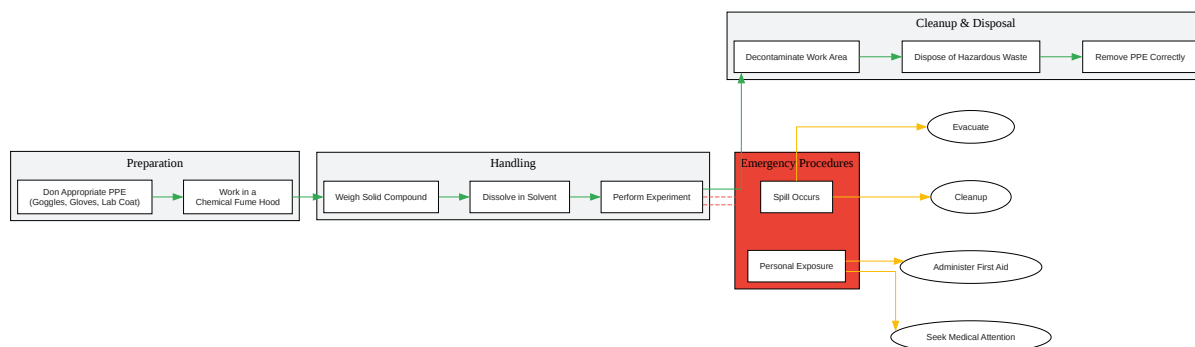 Cleanup & Disposal
Decontaminate Work Area
Dispose of Hazardous Waste
Remove PPE Correctly
Evacuate
Preparation
Don Appropriate PPE
(Goggles, Gloves, Lab Coat)
Work in a
Chemical Fume Hood
Handling
Weigh Solid Compound
Dissolve in Solvent
Perform Experiment
Emergency Procedures
Spill Occurs
Cleanup
Personal Exposure
Administer First Aid
Seek Medical Attention